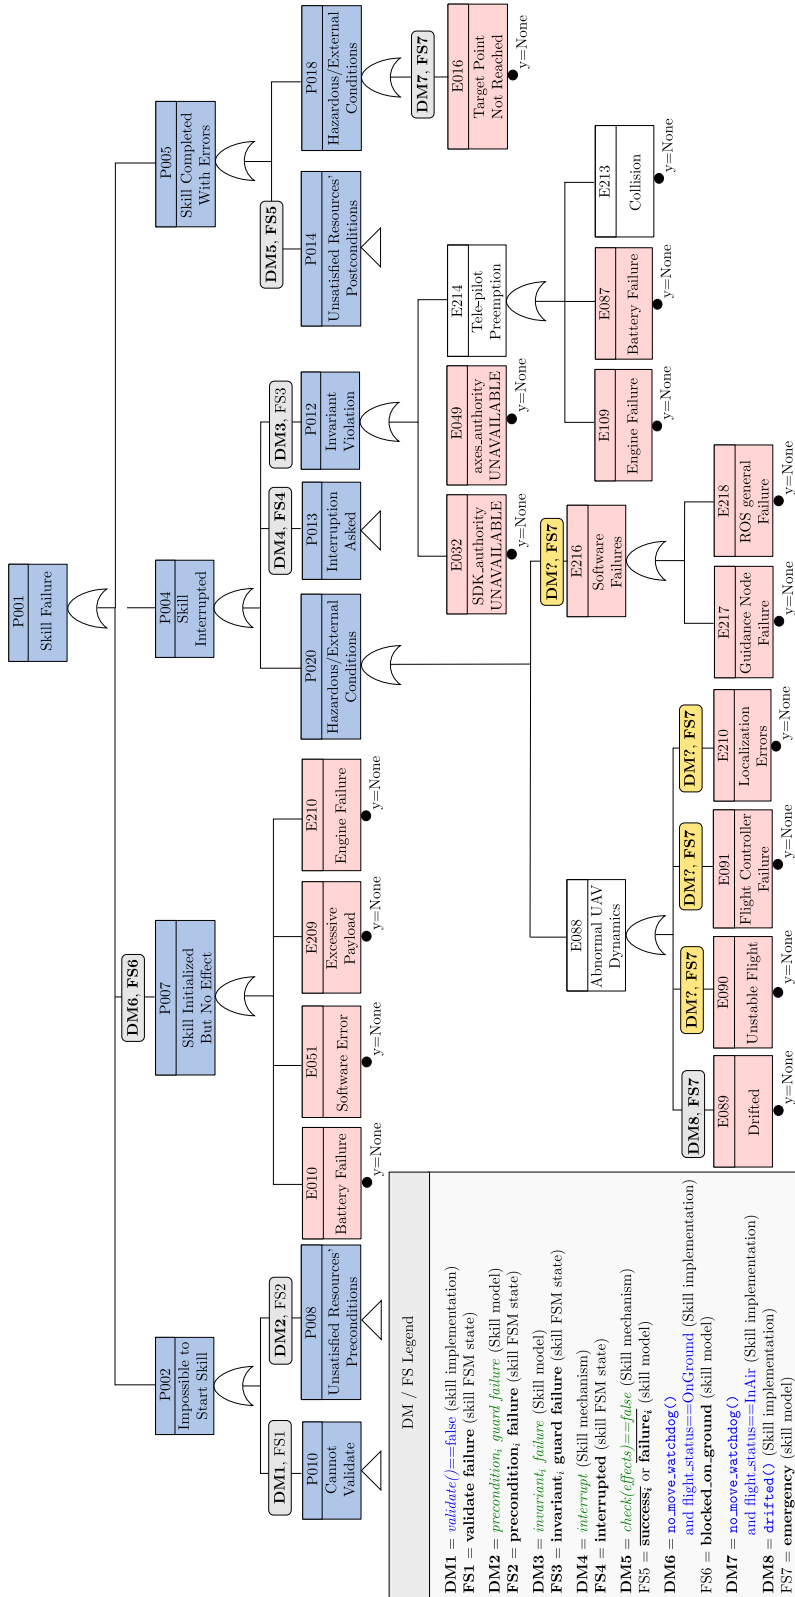 P001
Skill Failure
P002
Impossible to
Start Skill
DM6, FS6
P007
Skill Initialized
But No Effect
P004
Skill
Interrupted
P005
Skill Completed
With Errors
DM1, FS1
P010
Cannot
Validate
DM2, FS2
P008
Unsatisfied Resources'
Preconditions
E010
Battery Failure
y=None
E051
Software Error
y=None
E209
Excessive
Payload
y=None
E210
Engine Failure
y=None
P020
Hazardous/External
Conditions
DM4, FS4
P013
Interruption
Asked
DM3, FS3
P012
Invariant
Violation
DM5, FS5
P014
Unsatisfied Resources'
Postconditions
P018
Hazardous/External
Conditions
DM7, FS7
E016
Target Point
Not Reached
y=None
E032
SDK_authority
UNAVAILABLE
y=None
E049
axes_authority
UNAVAILABLE
y=None
E214
Tele-pilot
Preemption
E109
Engine Failure
y=None
E087
Battery Failure
y=None
E213
Collision
y=None
E088
Abnormal UAV
Dynamics
DM?, FS7
E216
Software
Failures
DM8, FS7
E089
Drifted
y=None
DM?, FS7
E090
Unstable Flight
y=None
DM?, FS7
E091
Flight Controller
Failure
y=None
DM?, FS7
E210
Localization
Errors
y=None
E217
Guidance Node
Failure
y=None
E218
ROS general
Failure
y=None
DM / FS Legend
DM1 = validate()==false (skill implementation)
FS1 = validate failure (skill FSM state)
DM2 = precondition_i guard failure (Skill model)
FS2 = precondition_i failure (skill FSM state)
DM3 = invariant_i failure (Skill model)
FS3 = invariant_i guard failure (skill FSM state)
DM4 = interrupt (Skill mechanism)
FS4 = interrupted (skill FSM state)
DM5 = check(effects)==false (Skill mechanism)
FS5 = success_i or failure_i (skill model)
DM6 = no_move_watchdog()
and flight_status==OnGround (Skill implementation)
FS6 = blocked_on_ground (skill model)
DM7 = no_move_watchdog()
and flight_status==InAir (Skill implementation)
DM8 = drifted() (Skill implementation)
FS7 = emergency (skill model)